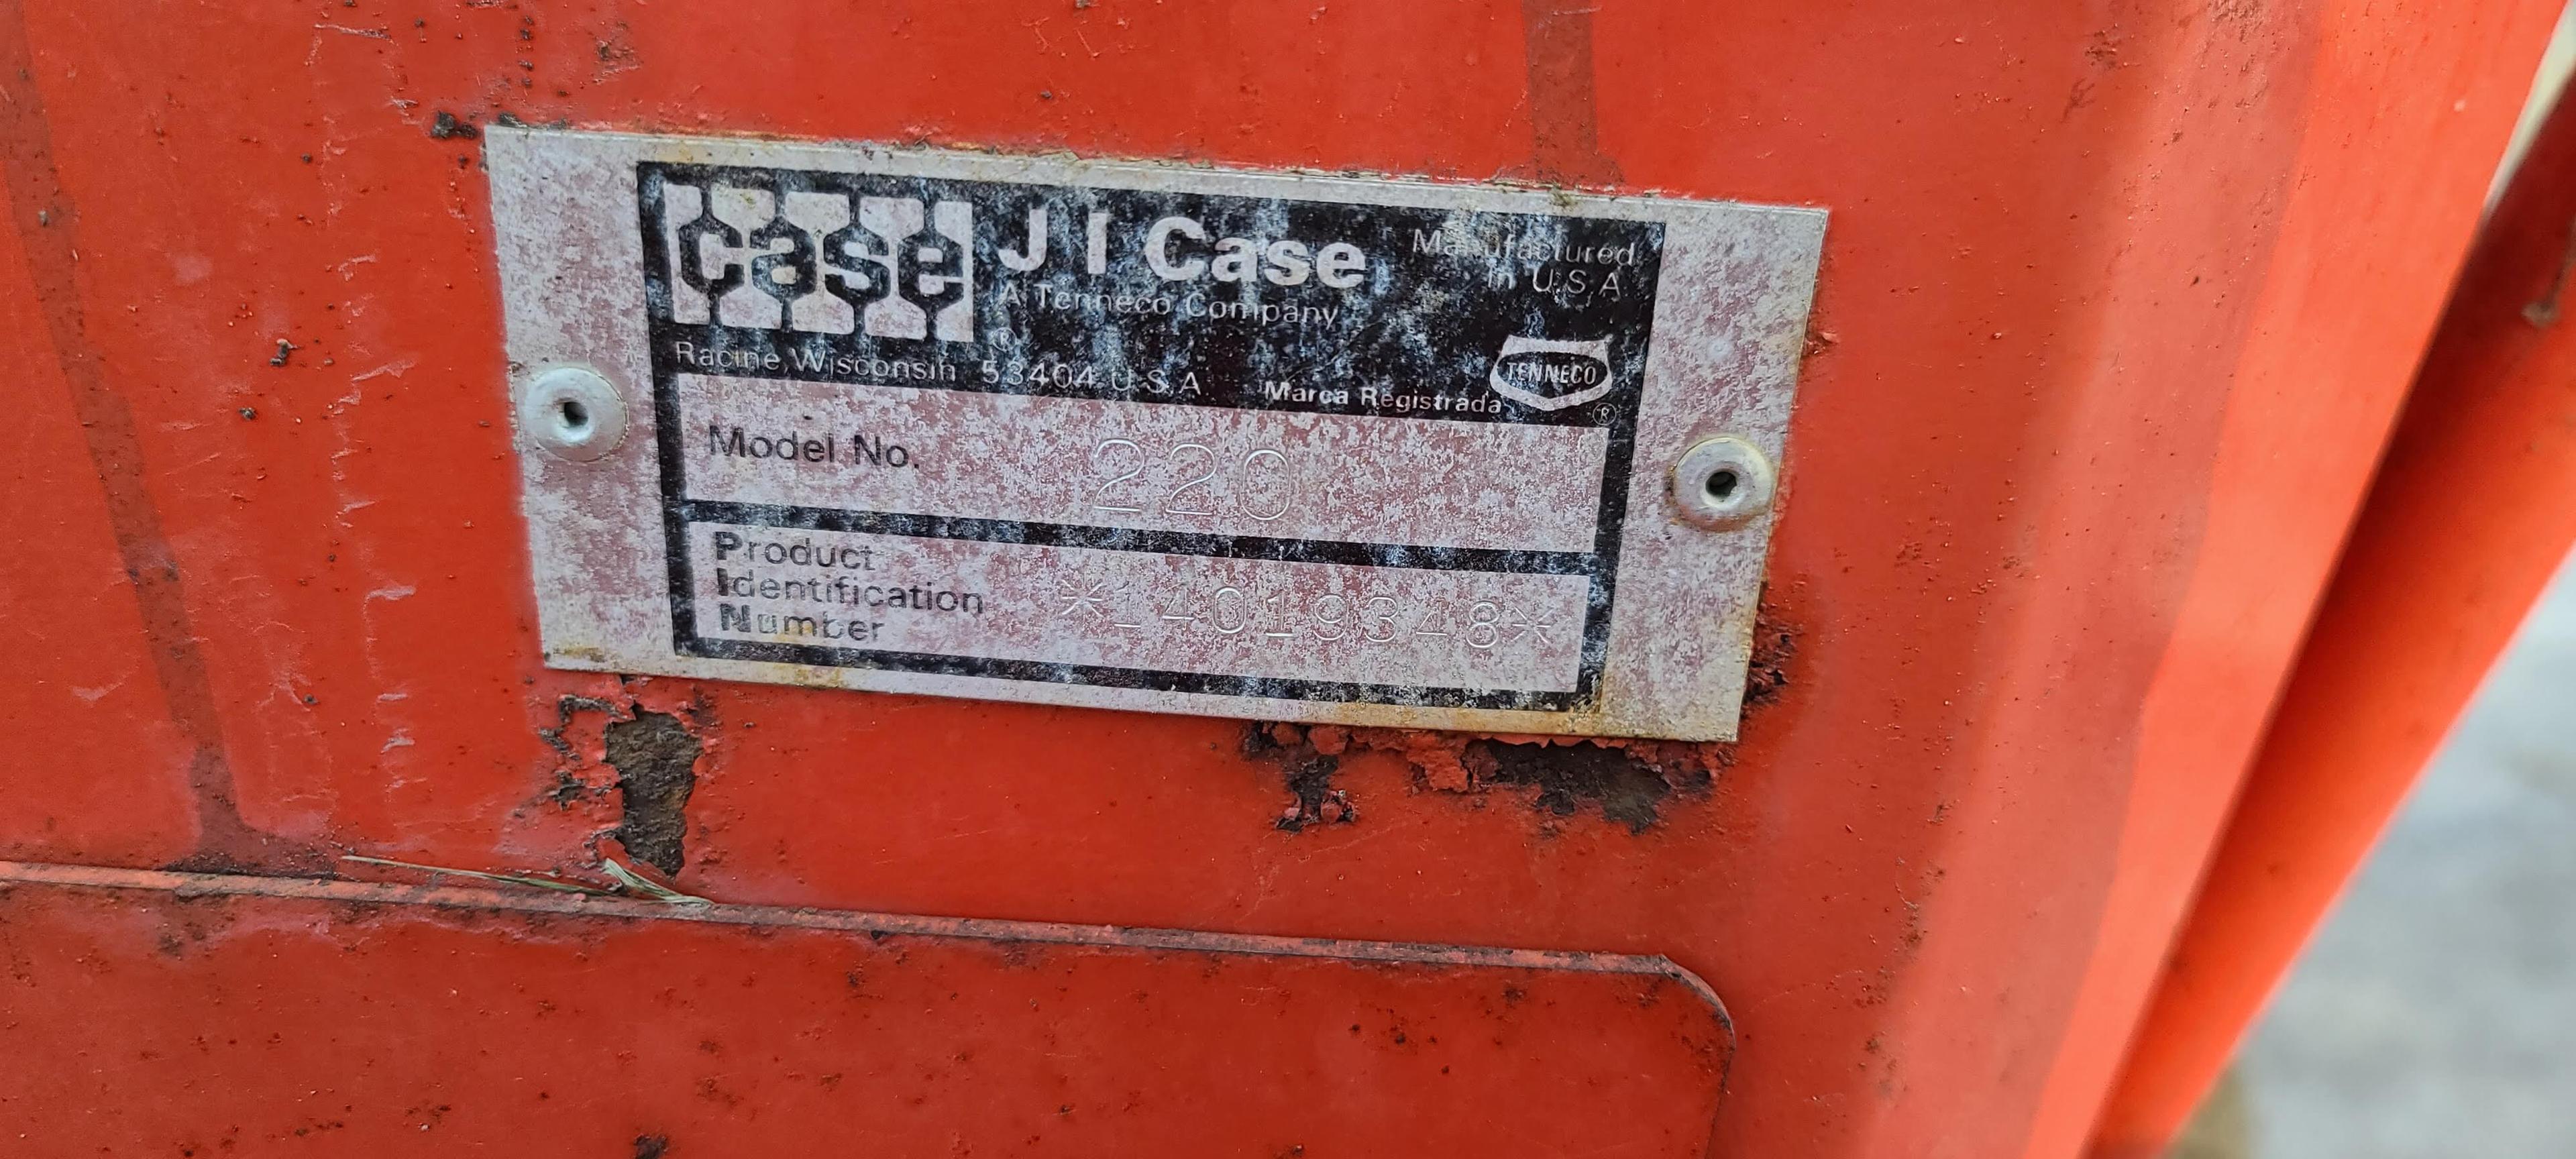 case J I Case Manufactured
A Tenneco Company in U.S.A.
®
Racine, Wisconsin 53404 U.S.A. Marca Registrada TENNECO ®
Model No. 220
Product
Identification
Number *14019348*